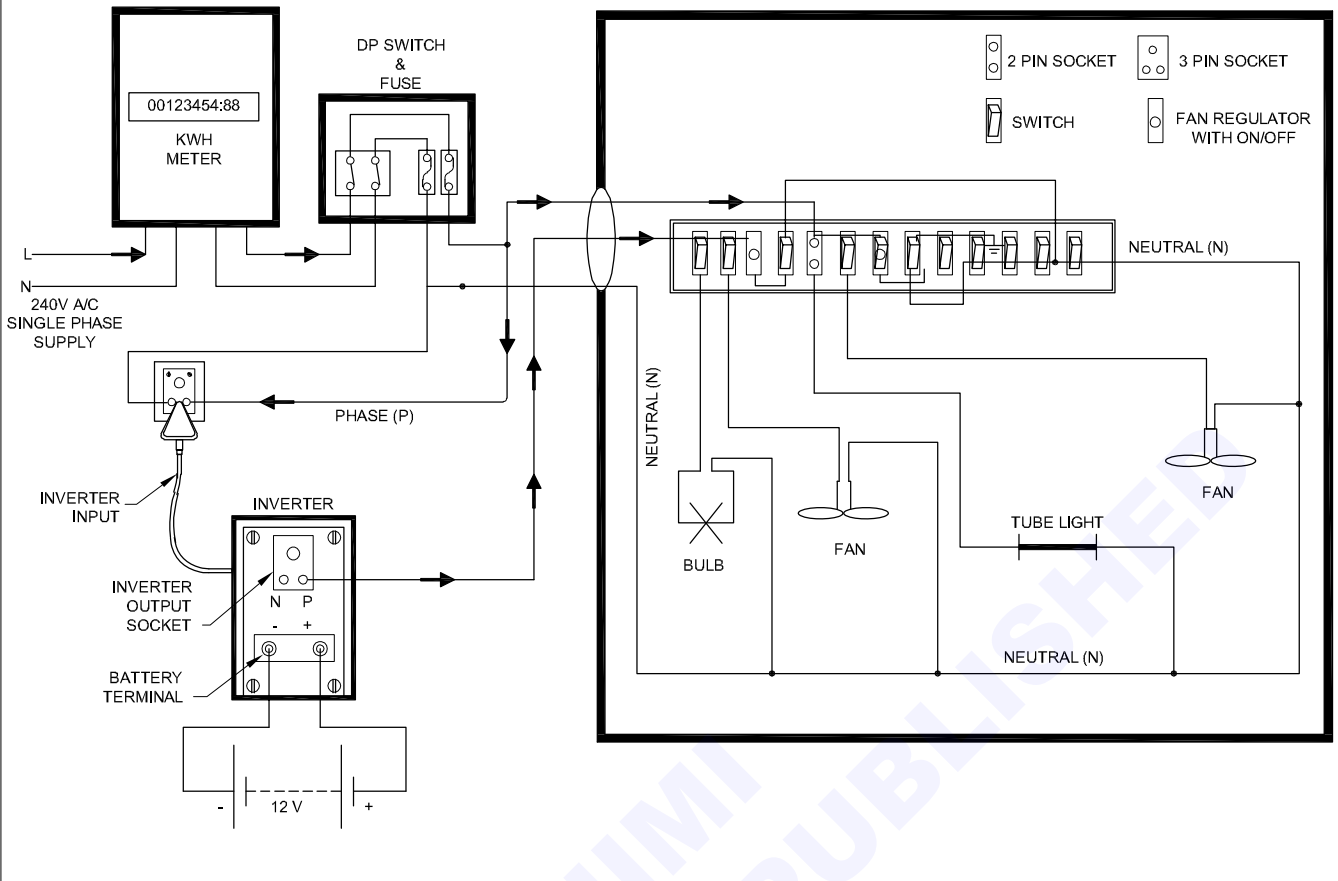 DP SWITCH
&
FUSE
00123454:88
KWH
METER
2 PIN SOCKET
3 PIN SOCKET
SWITCH
FAN REGULATOR
WITH ON/OFF
L
N
240V A/C
SINGLE PHASE
SUPPLY
NEUTRAL (N)
PHASE (P)
NEUTRAL (N)
INVERTER
INPUT
INVERTER
INVERTER
OUTPUT
SOCKET
N P
- +
BATTERY
TERMINAL
- 12 V +
BULB
FAN
TUBE LIGHT
FAN
NEUTRAL (N)
NIMI
PUBLISHED